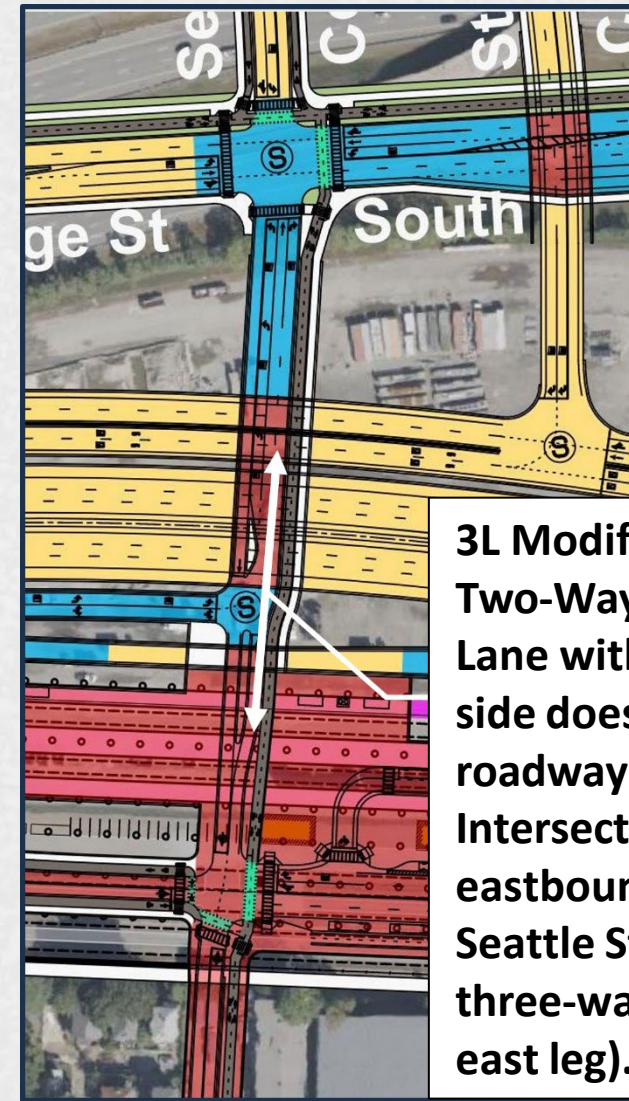 Se
Co
St
C
S
ge St
South
S
S
3L Modif
Two-Way
Lane with
side does
roadway
Intersect
eastboun
Seattle St
three-wa
east leg).